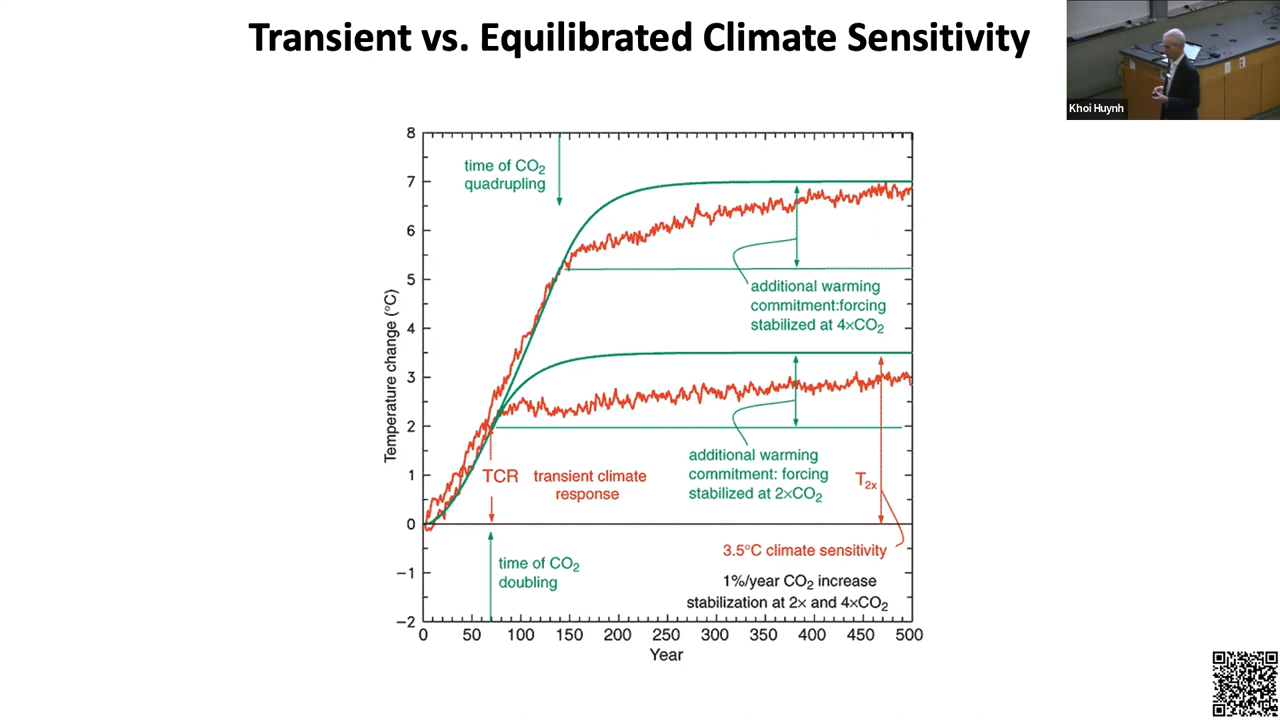 Transient vs. Equilibrated Climate Sensitivity
Khoi Huynh
8
7
6
5
4
3
2
1
0
−1
−2
Temperature change (°C)
time of CO₂
quadrupling
additional warming
commitment:forcing
stabilized at 4×CO₂
additional warming
commitment: forcing
stabilized at 2×CO₂
TCR transient climate
response
T₂ₓ
time of CO₂
doubling
3.5°C climate sensitivity
1%/year CO₂ increase
stabilization at 2× and 4×CO₂
0 50 100 150 200 250 300 350 400 450 500
Year